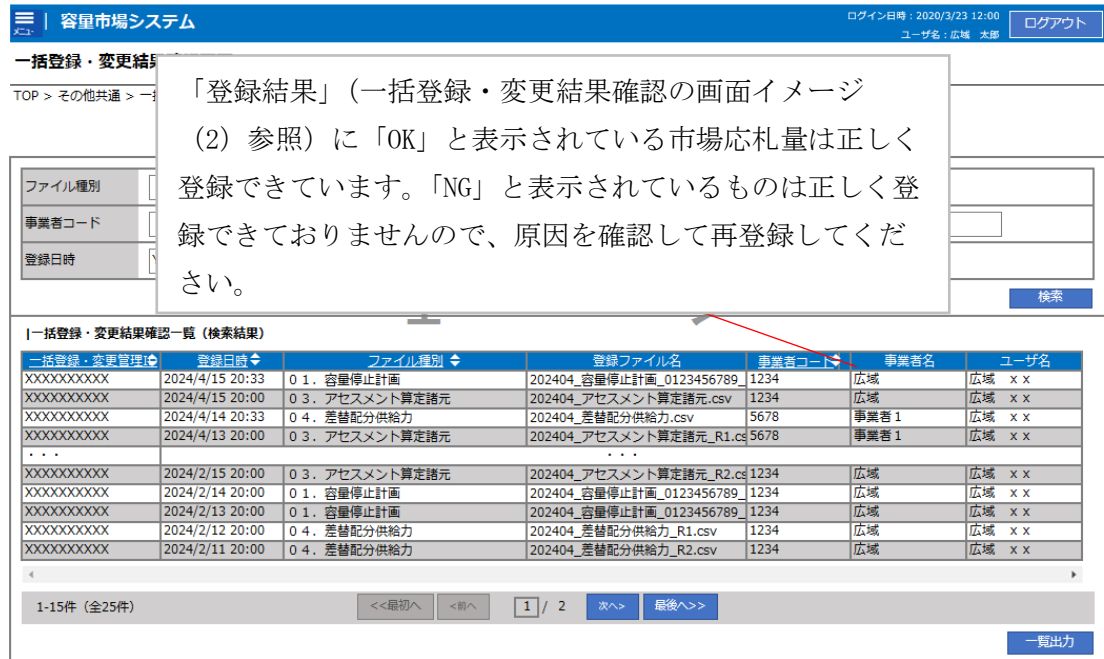 容量市場システム
メニュー
ログイン日時：2020/3/23 12:00
ユーザ名：広域 太郎
ログアウト
一括登録・変更結
TOP > その他共通 >
「登録結果」(一括登録・変更結果確認の画面イメージ
(2) 参照）に「OK」と表示されている市場応札量は正しく
登録できています。「NG」と表示されているものは正しく登
録できておりませんので、原因を確認して再登録してくだ
さい。
ファイル種別
事業者コード
登録日時
検索
|一括登録・変更結果確認一覧（検索結果）
一括登録・変更管理I 登録日時 ファイル種別 登録ファイル名 事業者コード 事業者名 ユーザ名
XXXXXXXXXX 2024/4/15 20:33 ０１．容量停止計画 202404_容量停止計画_0123456789_ 1234 広域 広域 ｘｘ
XXXXXXXXXX 2024/4/15 20:00 ０３．アセスメント算定諸元 202404_アセスメント算定諸元.csv 1234 広域 広域 ｘｘ
XXXXXXXXXX 2024/4/14 20:33 ０４．差替配分供給力 202404_差替配分供給力.csv 5678 事業者１ 広域 ｘｘ
XXXXXXXXXX 2024/4/13 20:00 ０３．アセスメント算定諸元 202404_アセスメント算定諸元_R1.cs 5678 事業者１ 広域 ｘｘ
・・・ ・・・
XXXXXXXXXX 2024/2/15 20:00 ０３．アセスメント算定諸元 202404_アセスメント算定諸元_R2.cs 1234 広域 広域 ｘｘ
XXXXXXXXXX 2024/2/14 20:00 ０１．容量停止計画 202404_容量停止計画_0123456789_ 1234 広域 広域 ｘｘ
XXXXXXXXXX 2024/2/13 20:00 ０１．容量停止計画 202404_容量停止計画_0123456789_ 1234 広域 広域 ｘｘ
XXXXXXXXXX 2024/2/12 20:00 ０４．差替配分供給力 202404_差替配分供給力_R1.csv 1234 広域 広域 ｘｘ
XXXXXXXXXX 2024/2/11 20:00 ０４．差替配分供給力 202404_差替配分供給力_R2.csv 1234 広域 広域 ｘｘ
1-15件（全25件） <<最初へ <前へ 1 / 2 次へ> 最後へ>>
一覧出力